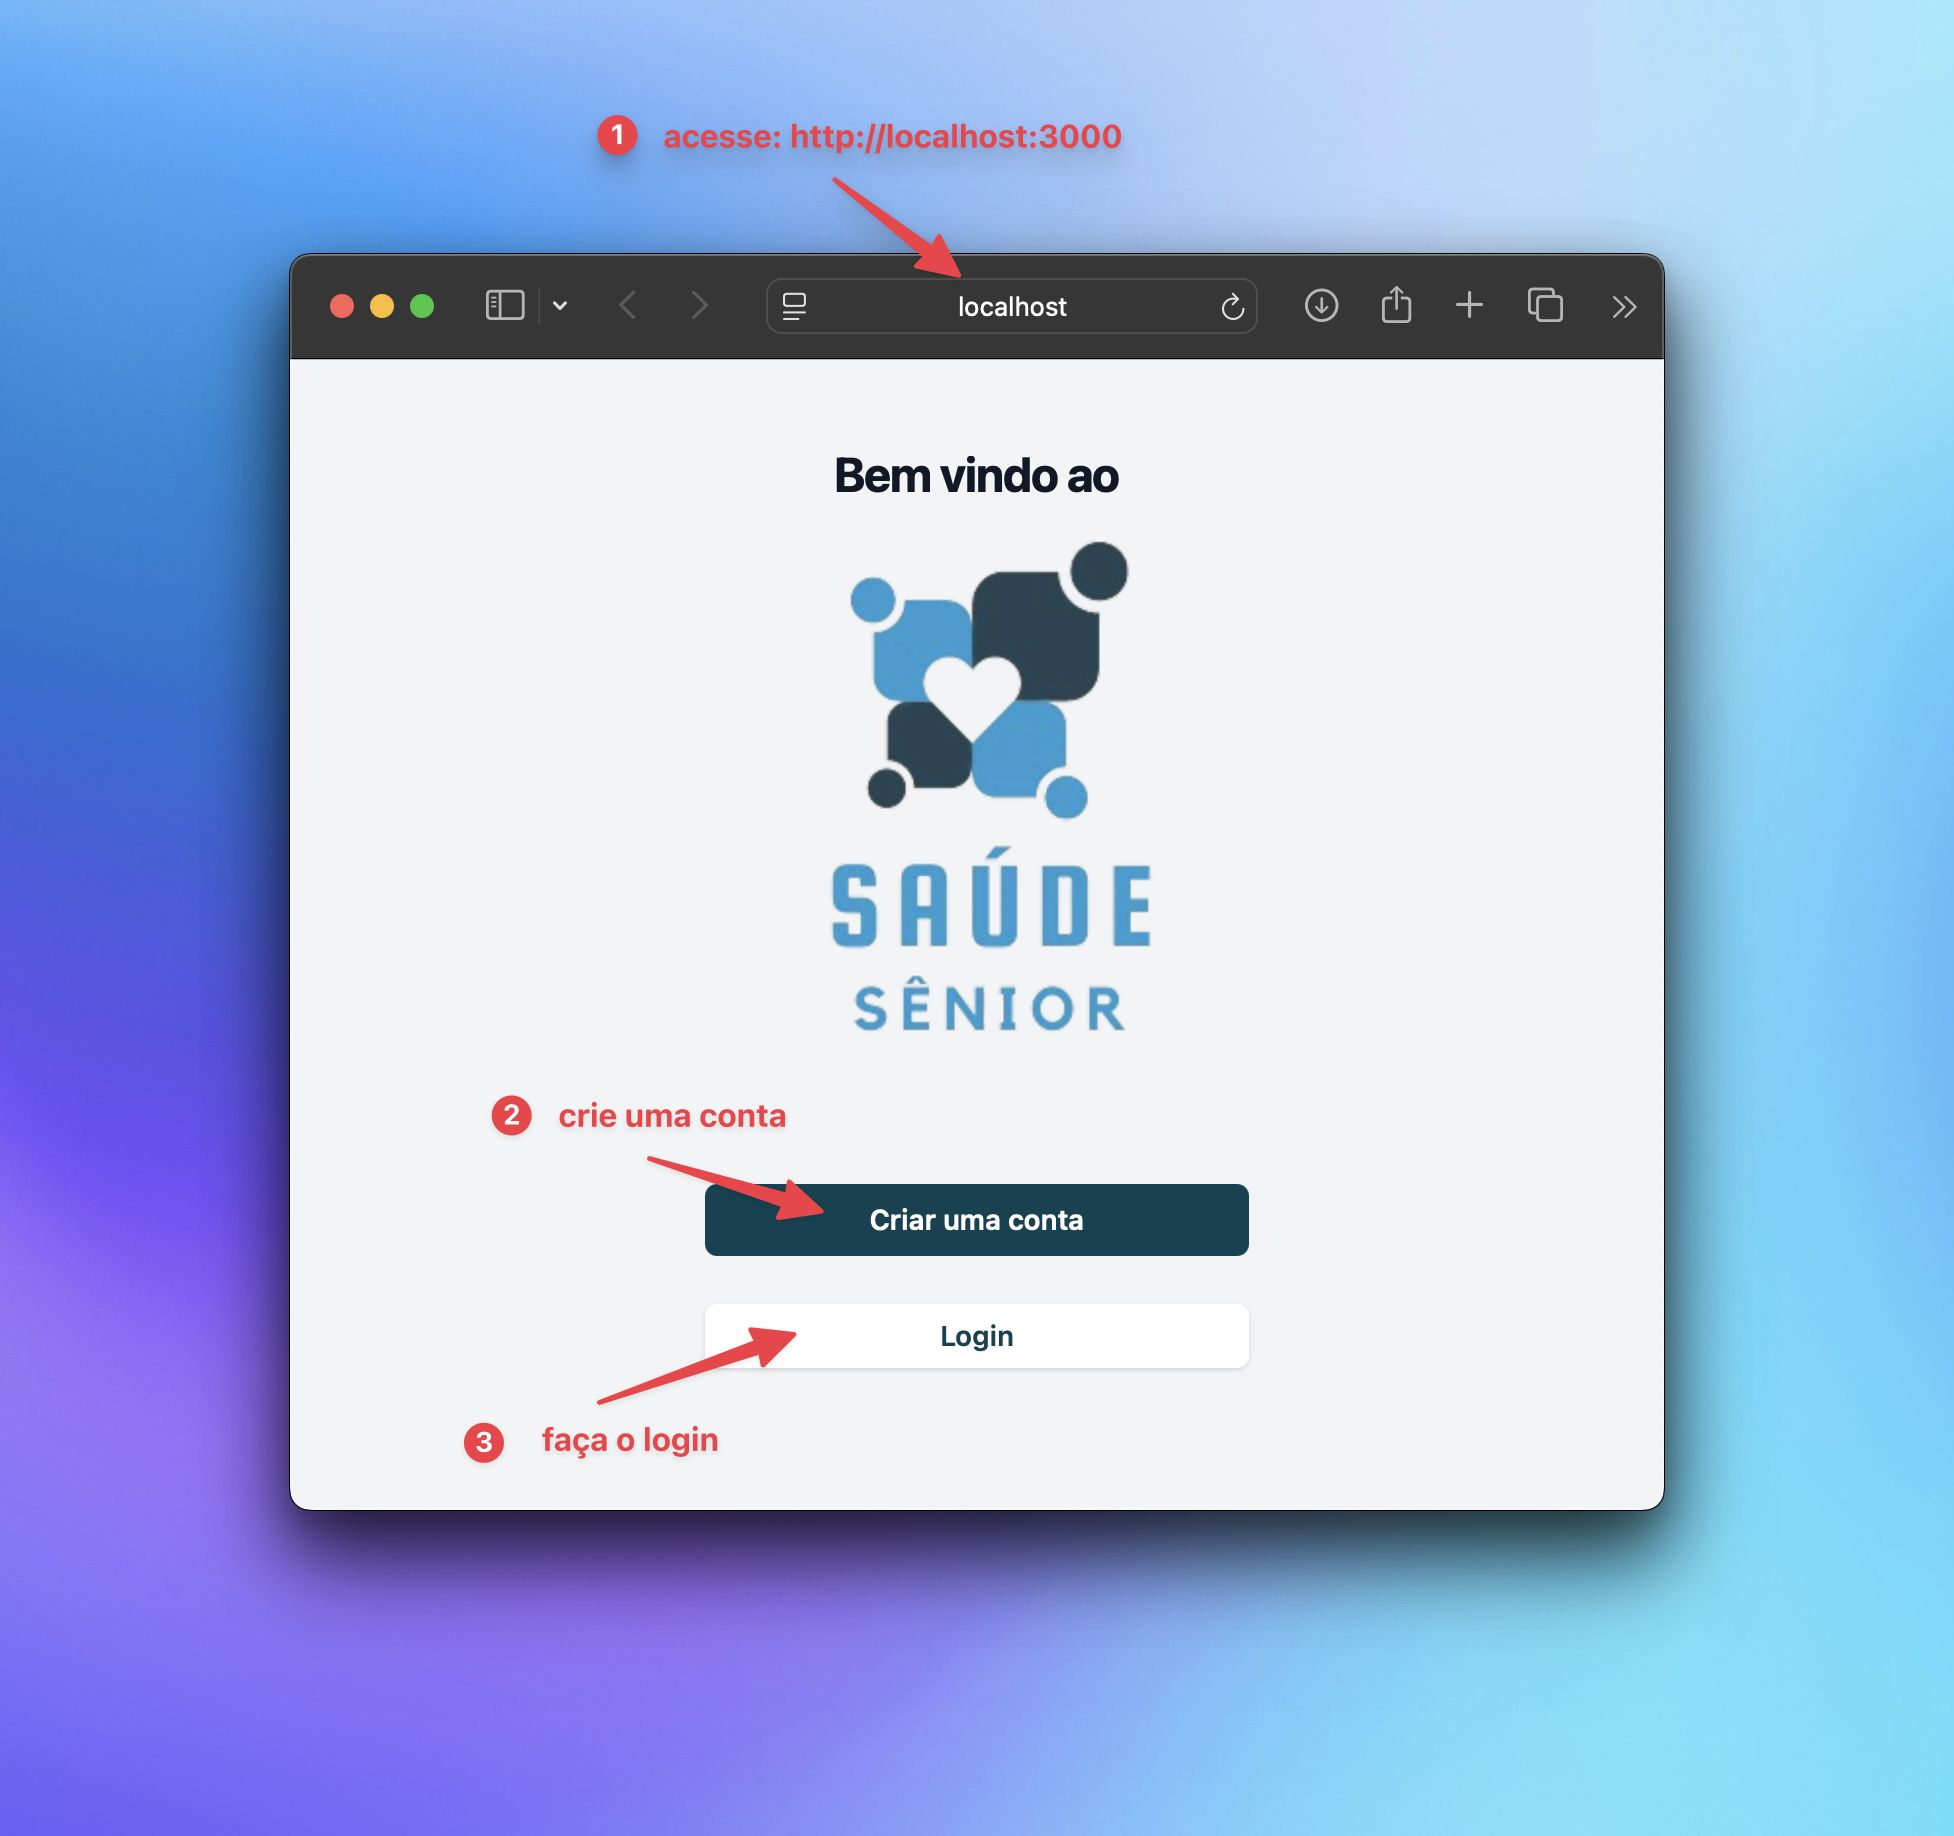 1 acesse: http://localhost:3000
localhost
Bem vindo ao
SAÚDE
SÊNIOR
2 crie uma conta
Criar uma conta
Login
3 faça o login